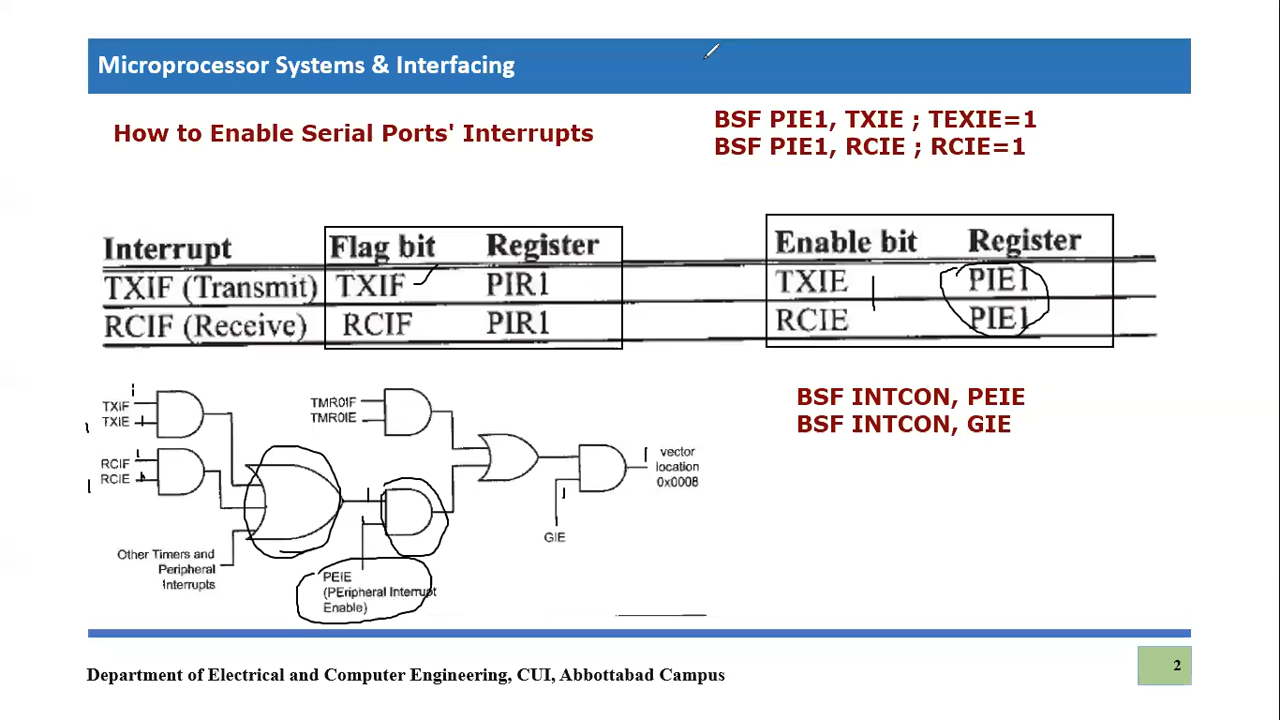 Microprocessor Systems & Interfacing
How to Enable Serial Ports' Interrupts
BSF PIE1, TXIE ; TEXIE=1
BSF PIE1, RCIE ; RCIE=1
Interrupt Flag bit Register Enable bit Register
TXIF (Transmit) TXIF PIR1 TXIE PIE1
RCIF (Receive) RCIF PIR1 RCIE PIE1
BSF INTCON, PEIE
BSF INTCON, GIE
TXIF
TXIE
RCIF
RCIE
Other Timers and
Peripheral
Interrupts
TMR0IF
TMR0IE
PEIE
(PEripheral Interrupt
Enable)
GIE
vector
location
0x0008
Department of Electrical and Computer Engineering, CUI, Abbottabad Campus
2